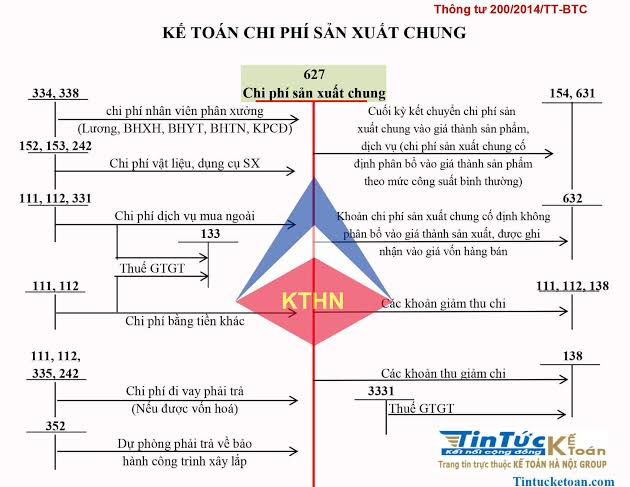 Thông tư 200/2014/TT-BTC
KẾ TOÁN CHI PHÍ SẢN XUẤT CHUNG
627
Chi phí sản xuất chung
334, 338
chi phí nhân viên phân xưởng
(Lương, BHXH, BHYT, BHTN, KPCĐ)
152, 153, 242
Chi phí vật liệu, dụng cụ SX
111, 112, 331
Chi phí dịch vụ mua ngoài
133
Thuế GTGT
111, 112
Chi phí bằng tiền khác
111, 112,
335, 242
Chi phí đi vay phải trả
(Nếu được vốn hoá)
352
Dự phòng phải trả về bảo
hành công trình xây lắp
154, 631
Cuối kỳ kết chuyển chi phí sản
xuất chung vào giá thành sản phẩm,
dịch vụ (chi phí sản xuất chung cố
định phân bổ vào giá thành sản phẩm
theo mức công suất bình thường)
632
Khoản chi phí sản xuất chung cố định không
phân bổ vào giá thành sản xuất, được ghi
nhận vào giá vốn hàng bán
KTHN
111, 112, 138
Các khoản giảm thu chi
138
Các khoản thu giảm chi
3331
Thuế GTGT
TinTức KẾ Toán
Kết nối cộng đồng
Trang tin trực thuộc KẾ TOÁN HÀ NỘI GROUP
Tintucketoan.com